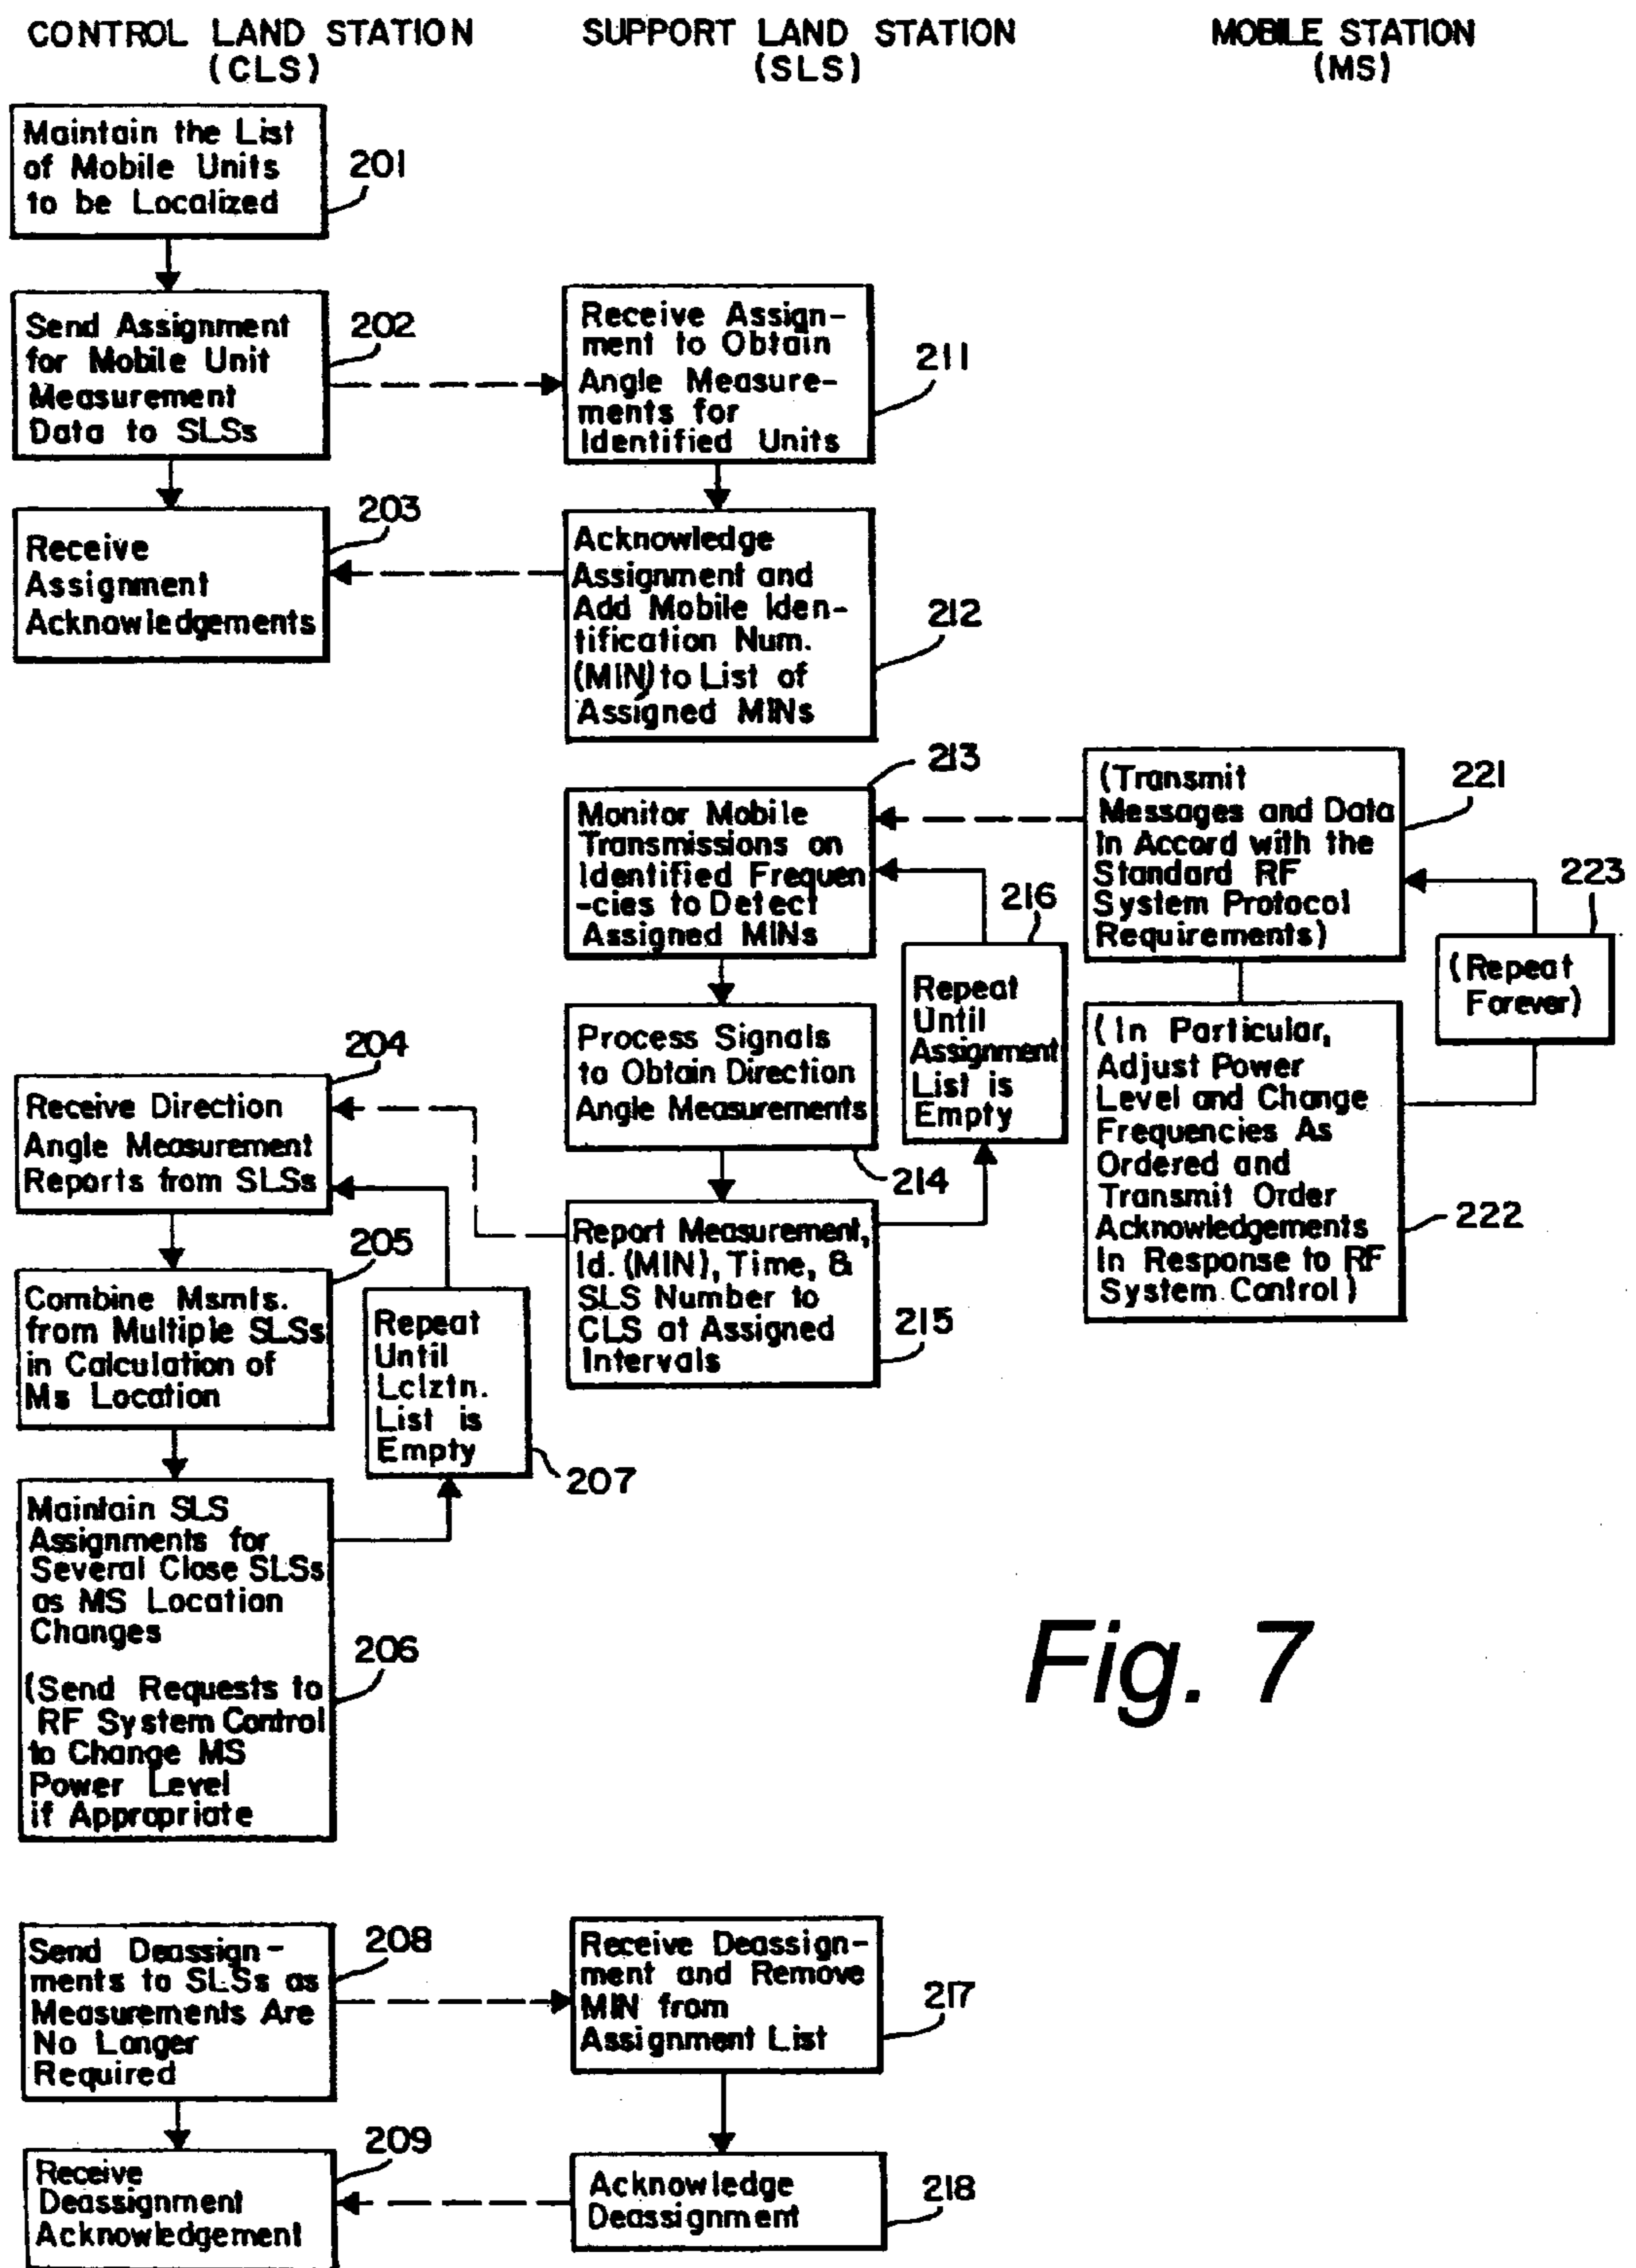 CONTROL LAND STATION
(CLS)
SUPPORT LAND STATION
(SLS)
MOBILE STATION
(MS)
Maintain the List
of Mobile Units
to be Localized
201
Send Assignment
for Mobile Unit
Measurement
Data to SLSs
202
Receive Assign-
ment to Obtain
Angle Measure-
ments for
Identified Units
211
Receive
Assignment
Acknowledgements
203
Acknowledge
Assignment and
Add Mobile Iden-
tification Num.
(MIN) to List of
Assigned MINs
212
Monitor Mobile
Transmissions on
Identified Frequen
-cies to Detect
Assigned MINs
213
(Transmit
Messages and Data
In Accord with the
Standard RF
System Protocol
Requirements)
221
223
(Repeat
Forever)
216
Repeat
Until
Assignment
List is
Empty
Process Signals
to Obtain Direction
Angle Measurements
214
(In Particular,
Adjust Power
Level and Change
Frequencies As
Ordered and
Transmit Order
Acknowledgements
In Response to RF
System Control)
222
204
Receive Direction
Angle Measurement
Reports from SLSs
Report Measurement,
Id. (MIN), Time, &
SLS Number to
CLS at Assigned
Intervals
215
205
Combine Msmts.
from Multiple SLSs
in Calculation of
Ms Location
Repeat
Until
Lclztn.
List is
Empty
207
Maintain SLS
Assignments for
Several Close SLSs
as MS Location
Changes
(Send Requests to
RF System Control
to Change MS
Power Level
if Appropriate
206
Fig. 7
Send Deassign-
ments to SLSs as
Measurements Are
No Longer
Required
208
Receive Deassign-
ment and Remove
MIN from
Assignment List
217
Receive
Deassignment
Acknowledgement
209
Acknowledge
Deassignment
218